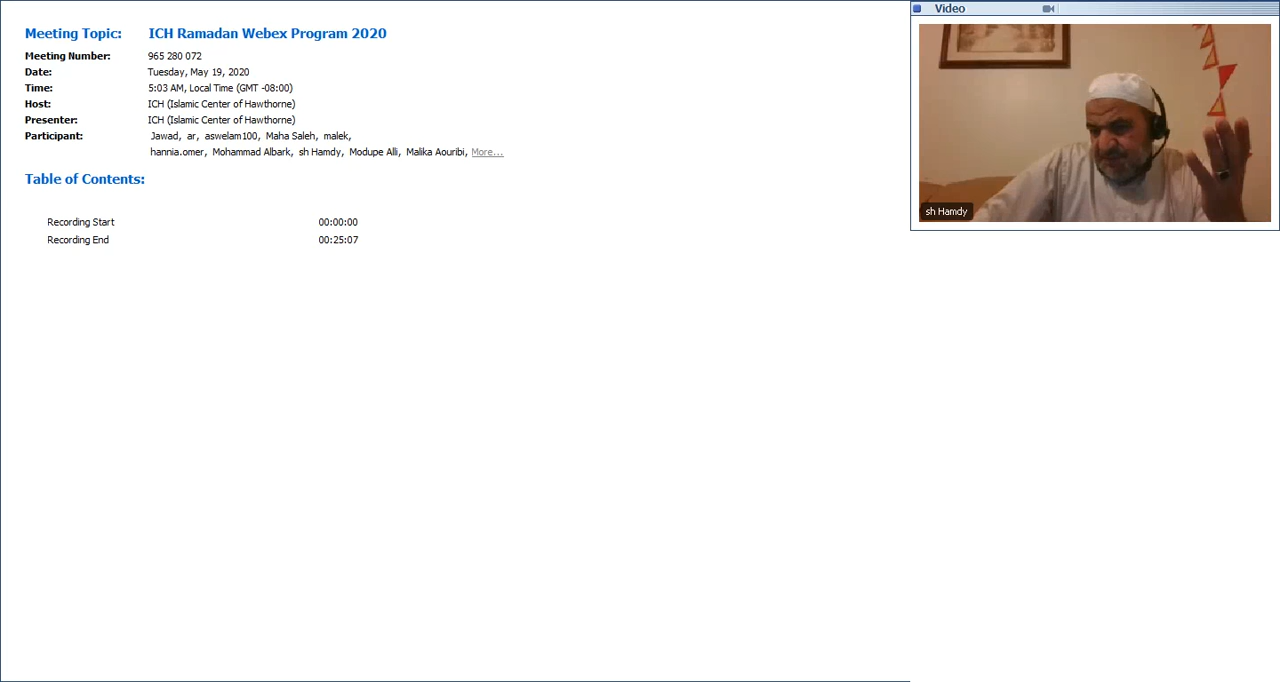 Meeting Topic: ICH Ramadan Webex Program 2020
Meeting Number: 965 280 072
Date: Tuesday, May 19, 2020
Time: 5:03 AM, Local Time (GMT -08:00)
Host: ICH (Islamic Center of Hawthorne)
Presenter: ICH (Islamic Center of Hawthorne)
Participant: Jawad, ar, aswelam100, Maha Saleh, malek,
hannia.omer, Mohammad Albark, sh Hamdy, Modupe Alli, Malika Aouribi, More...
Table of Contents:
Recording Start 00:00:00
Recording End 00:25:07
Video
sh Hamdy